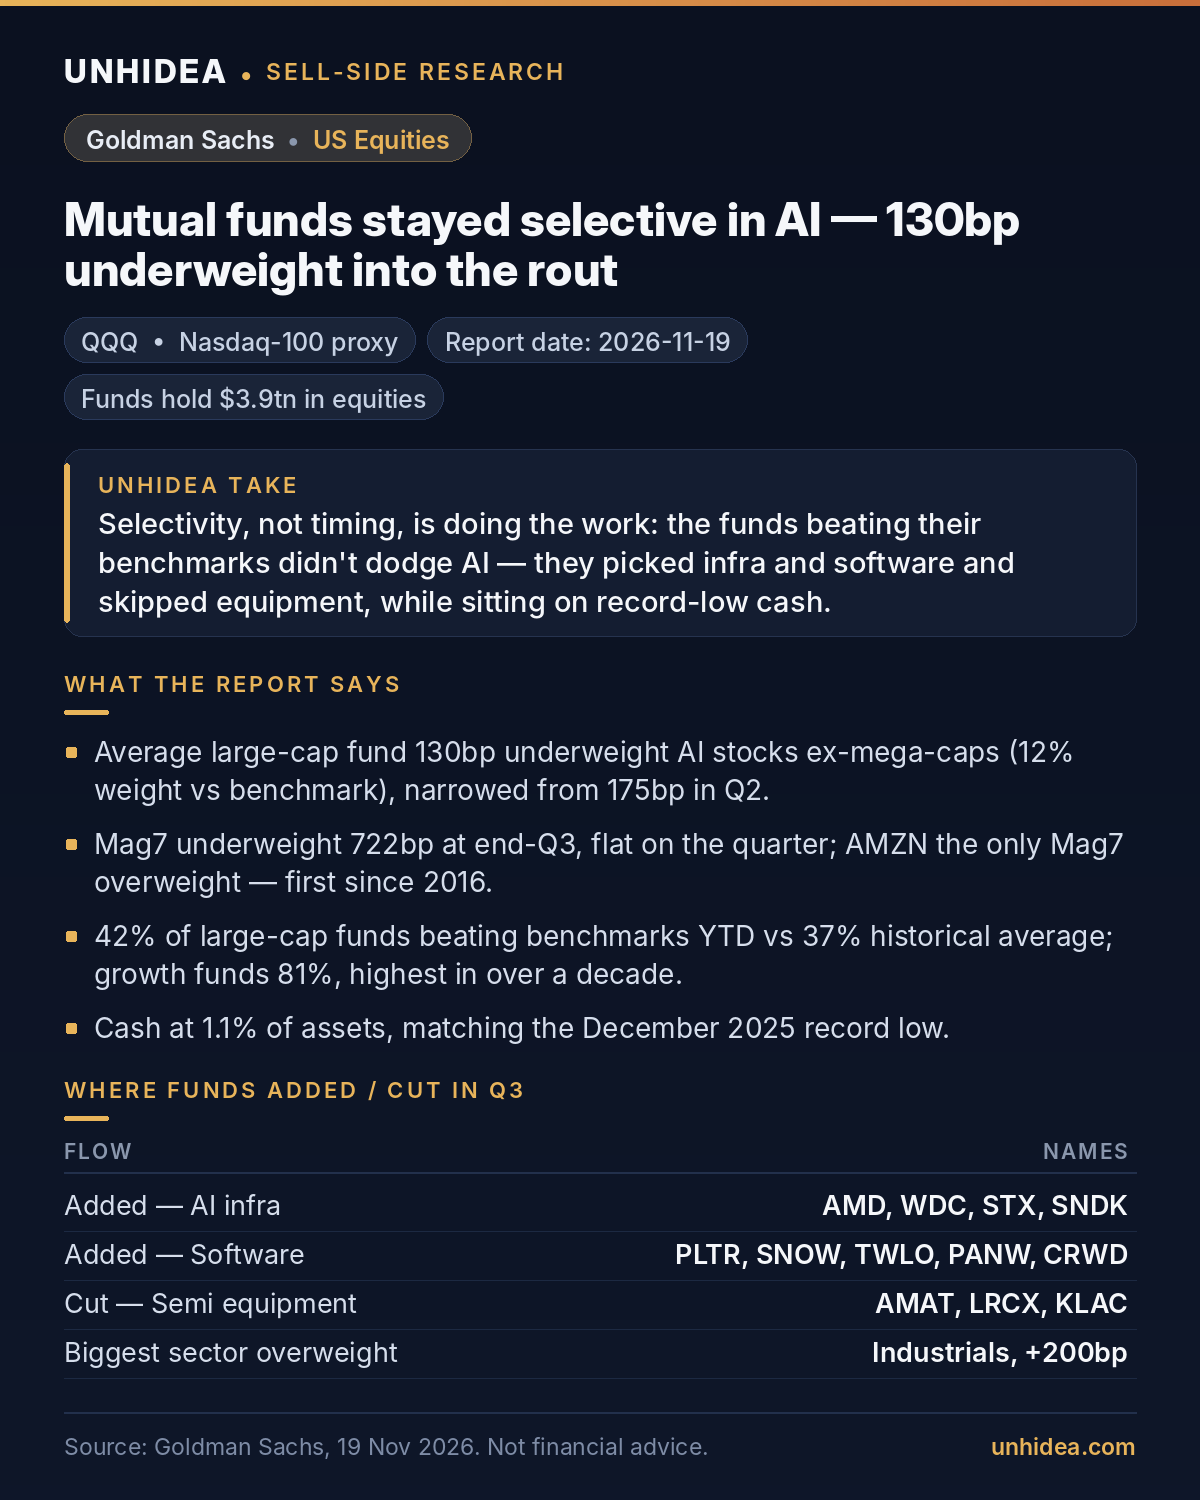 UNHIDEA • SELL-SIDE RESEARCH
Goldman Sachs • US Equities
Mutual funds stayed selective in AI — 130bp
underweight into the rout
QQQ • Nasdaq-100 proxy
Report date: 2026-11-19
Funds hold $3.9tn in equities
UNHIDEA TAKE
Selectivity, not timing, is doing the work: the funds beating their
benchmarks didn't dodge AI — they picked infra and software and
skipped equipment, while sitting on record-low cash.
WHAT THE REPORT SAYS
Average large-cap fund 130bp underweight AI stocks ex-mega-caps (12%
weight vs benchmark), narrowed from 175bp in Q2.
Mag7 underweight 722bp at end-Q3, flat on the quarter; AMZN the only Mag7
overweight — first since 2016.
42% of large-cap funds beating benchmarks YTD vs 37% historical average;
growth funds 81%, highest in over a decade.
Cash at 1.1% of assets, matching the December 2025 record low.
WHERE FUNDS ADDED / CUT IN Q3
FLOW NAMES
Added — AI infra AMD, WDC, STX, SNDK
Added — Software PLTR, SNOW, TWLO, PANW, CRWD
Cut — Semi equipment AMAT, LRCX, KLAC
Biggest sector overweight Industrials, +200bp
Source: Goldman Sachs, 19 Nov 2026. Not financial advice. unhidea.com